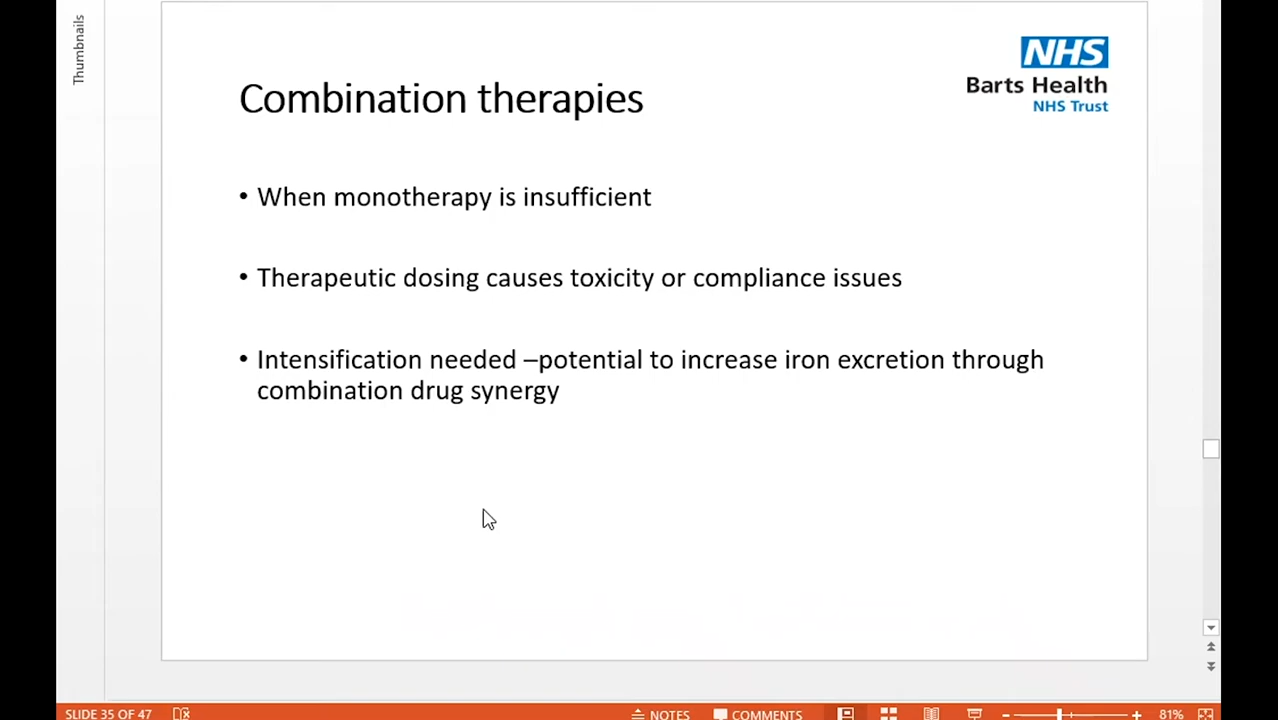 Thumbnails
NHS
Barts Health
NHS Trust
Combination therapies
• When monotherapy is insufficient
• Therapeutic dosing causes toxicity or compliance issues
• Intensification needed –potential to increase iron excretion through
combination drug synergy
SLIDE 35 OF 47
NOTES
COMMENTS
81%